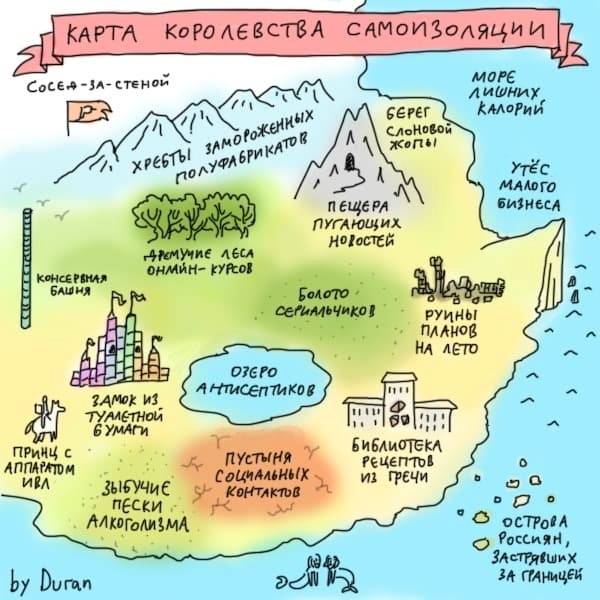 КАРТА КОРОЛЕВСТВА САМОИЗОЛЯЦИИ
СОСЕД-ЗА-СТЕНОЙ
Р
МОРЕ
ЛИШНИХ
КАЛОРИЙ
ХРЕБТЫ ЗАМОРОЖЕННЫХ
ПОЛУФАБРИКАТОВ
БЕРЕГ
СЛОНОВОЙ
ЖОПЫ
УТЁС
МАЛОГО
БИЗНЕСА
ПЕЩЕРА
ПУГАЮЩИХ
НОВОСТЕЙ
ДРЕМУЧИЕ ЛЕСА
ОНЛАЙН-КУРСОВ
КОНСЕРВНАЯ
БАШНЯ
БОЛОТО
СЕРИАЛЬЧИКОВ
РУИНЫ
ПЛАНОВ
НА ЛЕТО
ОЗЕРО
АНТИСЕПТИКОВ
ЗАМОК ИЗ
ТУАЛЕТНОЙ
БУМАГИ
ПРИНЦ С
АППАРАТОМ
ИВЛ
БИБЛИОТЕКА
РЕЦЕПТОВ
ИЗ ГРЕЧИ
ПУСТЫНЯ
СОЦИАЛЬНЫХ
КОНТАКТОВ
ЗЫБУЧИЕ
ПЕСКИ
АЛКОГОЛИЗМА
ОСТРОВА
РОССИЯН,
ЗАСТРЯВШИХ
ЗА ГРАНИЦЕЙ
by Duran